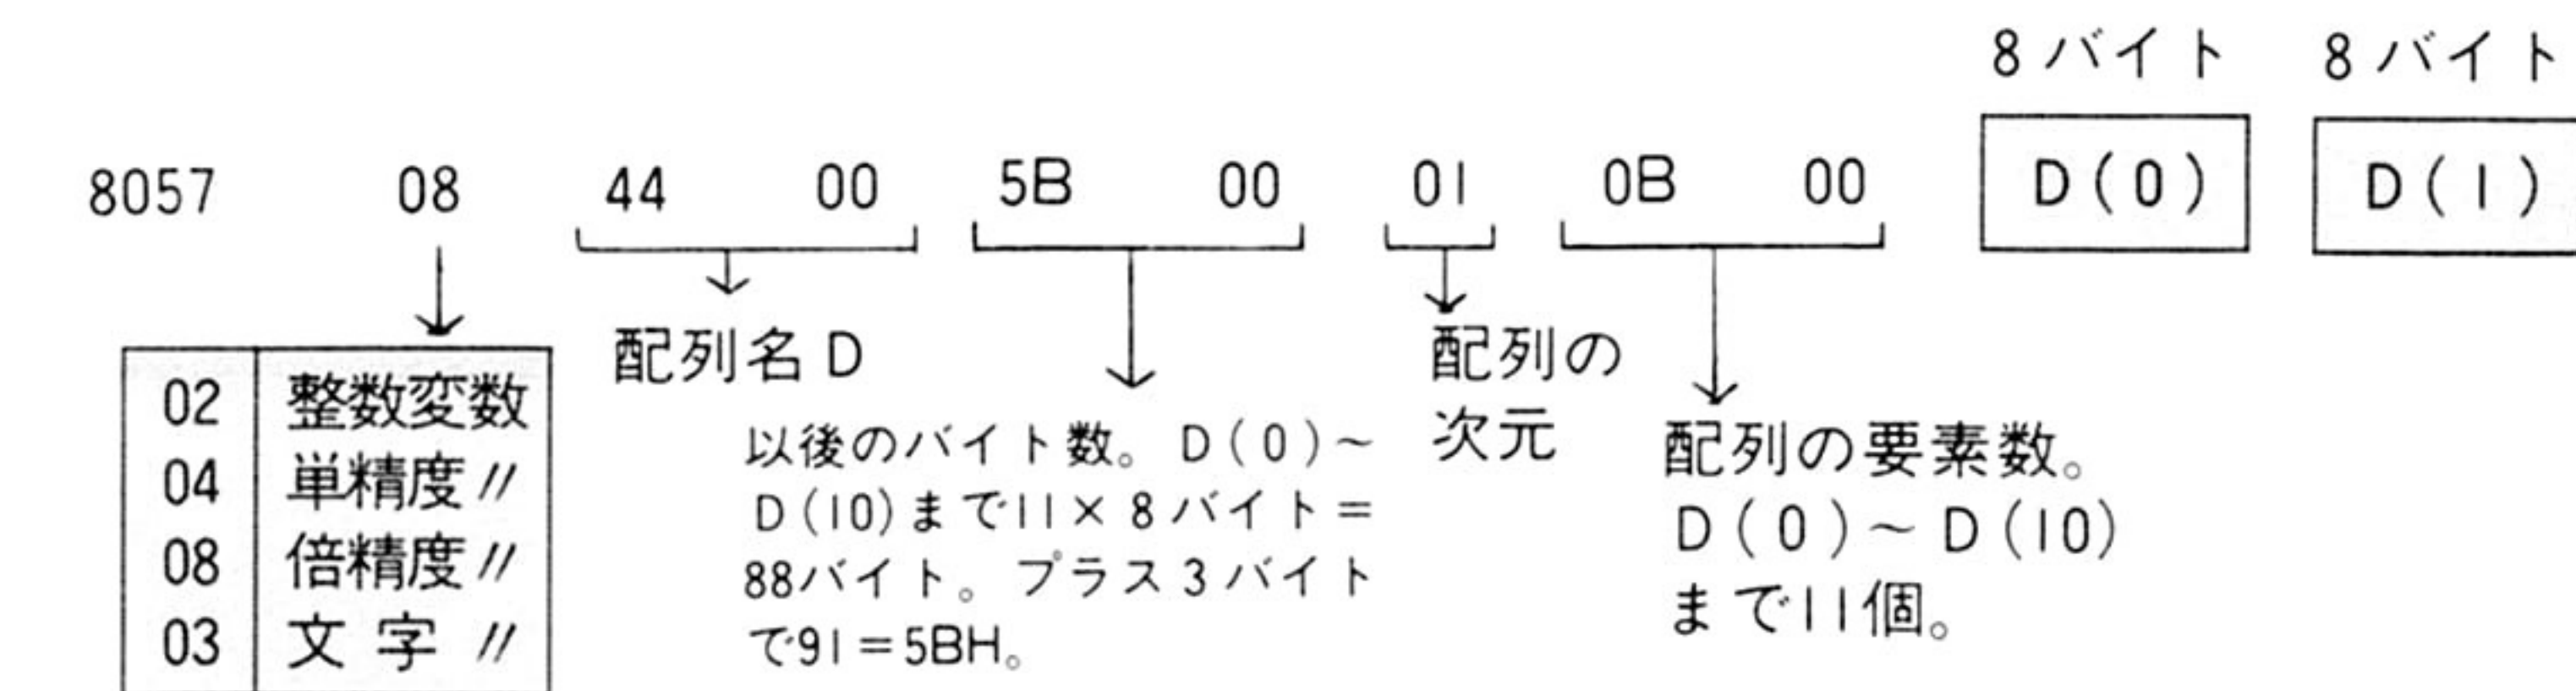 8バイト 8バイト
8057 08 44 00 5B 00 01 0B 00 D(0) D(1)
02 整数変数
04 単精度〃
08 倍精度〃
03 文字〃
配列名D
以後のバイト数。D(0)~
D(10)まで11×8バイト=
88バイト。プラス3バイト
で91=5BH。
配列の
次元
配列の要素数。
D(0)~D(10)
まで11個。